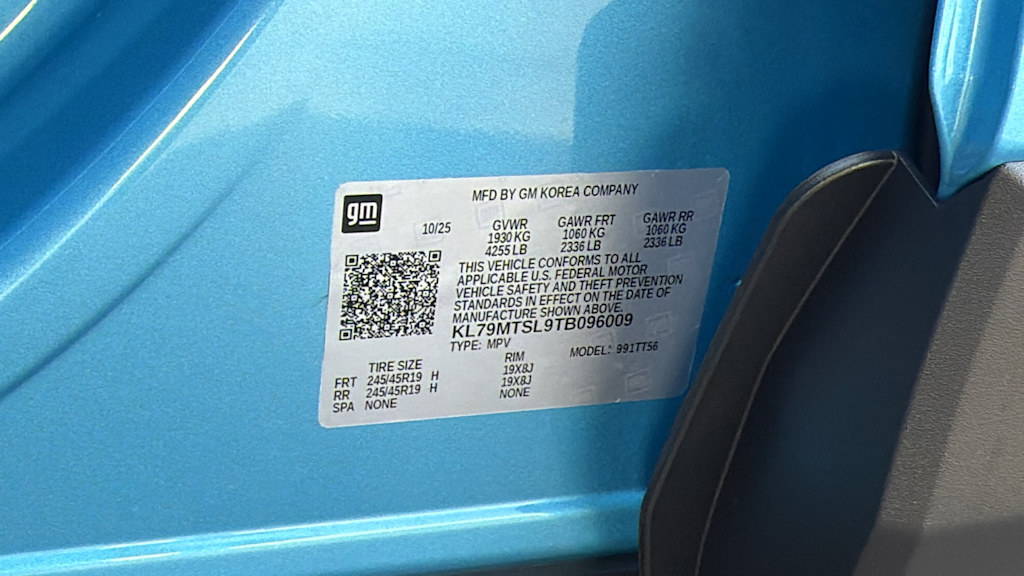 MFD BY GM KOREA COMPANY
gm
10/25 GVWR GAWR FRT GAWR RR
1930 KG 1060 KG 1060 KG
4255 LB 2336 LB 2336 LB
THIS VEHICLE CONFORMS TO ALL
APPLICABLE U.S. FEDERAL MOTOR
VEHICLE SAFETY AND THEFT PREVENTION
STANDARDS IN EFFECT ON THE DATE OF
MANUFACTURE SHOWN ABOVE.
KL79MTSL9TB096009
TYPE: MPV MODEL: 991TT56
TIRE SIZE RIM
FRT 245/45R19 H 19X8J
RR 245/45R19 H 19X8J
SPA NONE NONE